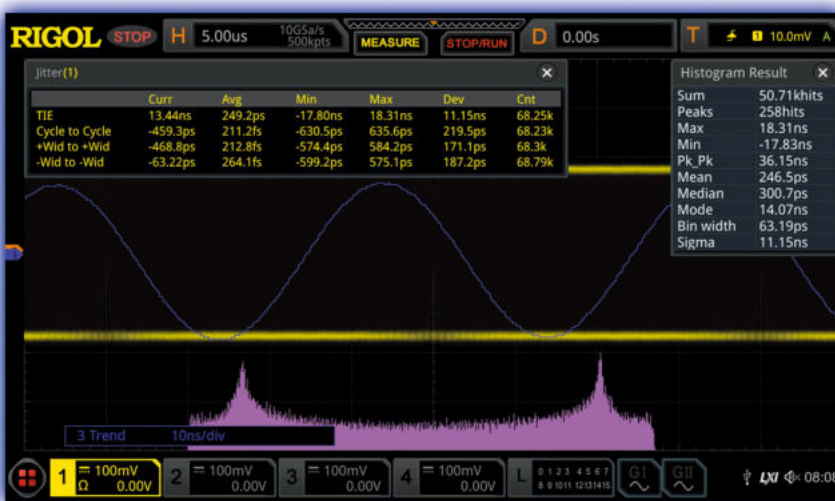 RIGOL STOP H 5.00us 10GSa/s 500kpts MEASURE STOP/RUN D 0.00s T 1 10.0mV A
Jitter(1)
Curr Avg Min Max Dev Cnt
TIE 13.44ns 249.2ps -17.80ns 18.31ns 11.15ns 68.25k
Cycle to Cycle -459.3ps 211.2fs -630.5ps 635.6ps 219.5ps 68.23k
+Wid to +Wid -468.8ps 212.8fs -574.4ps 584.2ps 171.1ps 68.3k
-Wid to -Wid -63.22ps 264.1fs -599.2ps 575.1ps 187.2ps 68.79k
Histogram Result
Sum 50.71khits
Peaks 258hits
Max 18.31ns
Min -17.83ns
Pk_Pk 36.15ns
Mean 246.5ps
Median 300.7ps
Mode 14.07ns
Bin width 63.19ps
Sigma 11.15ns
3 Trend 10ns/div
1 100mV Ω 0.00V
2 100mV 0.00V
3 100mV 0.00V
4 100mV 0.00V
L 0 1 2 3 4 5 6 7
8 9 10 11 12 13 14 15
GI GII
LXI 08:08